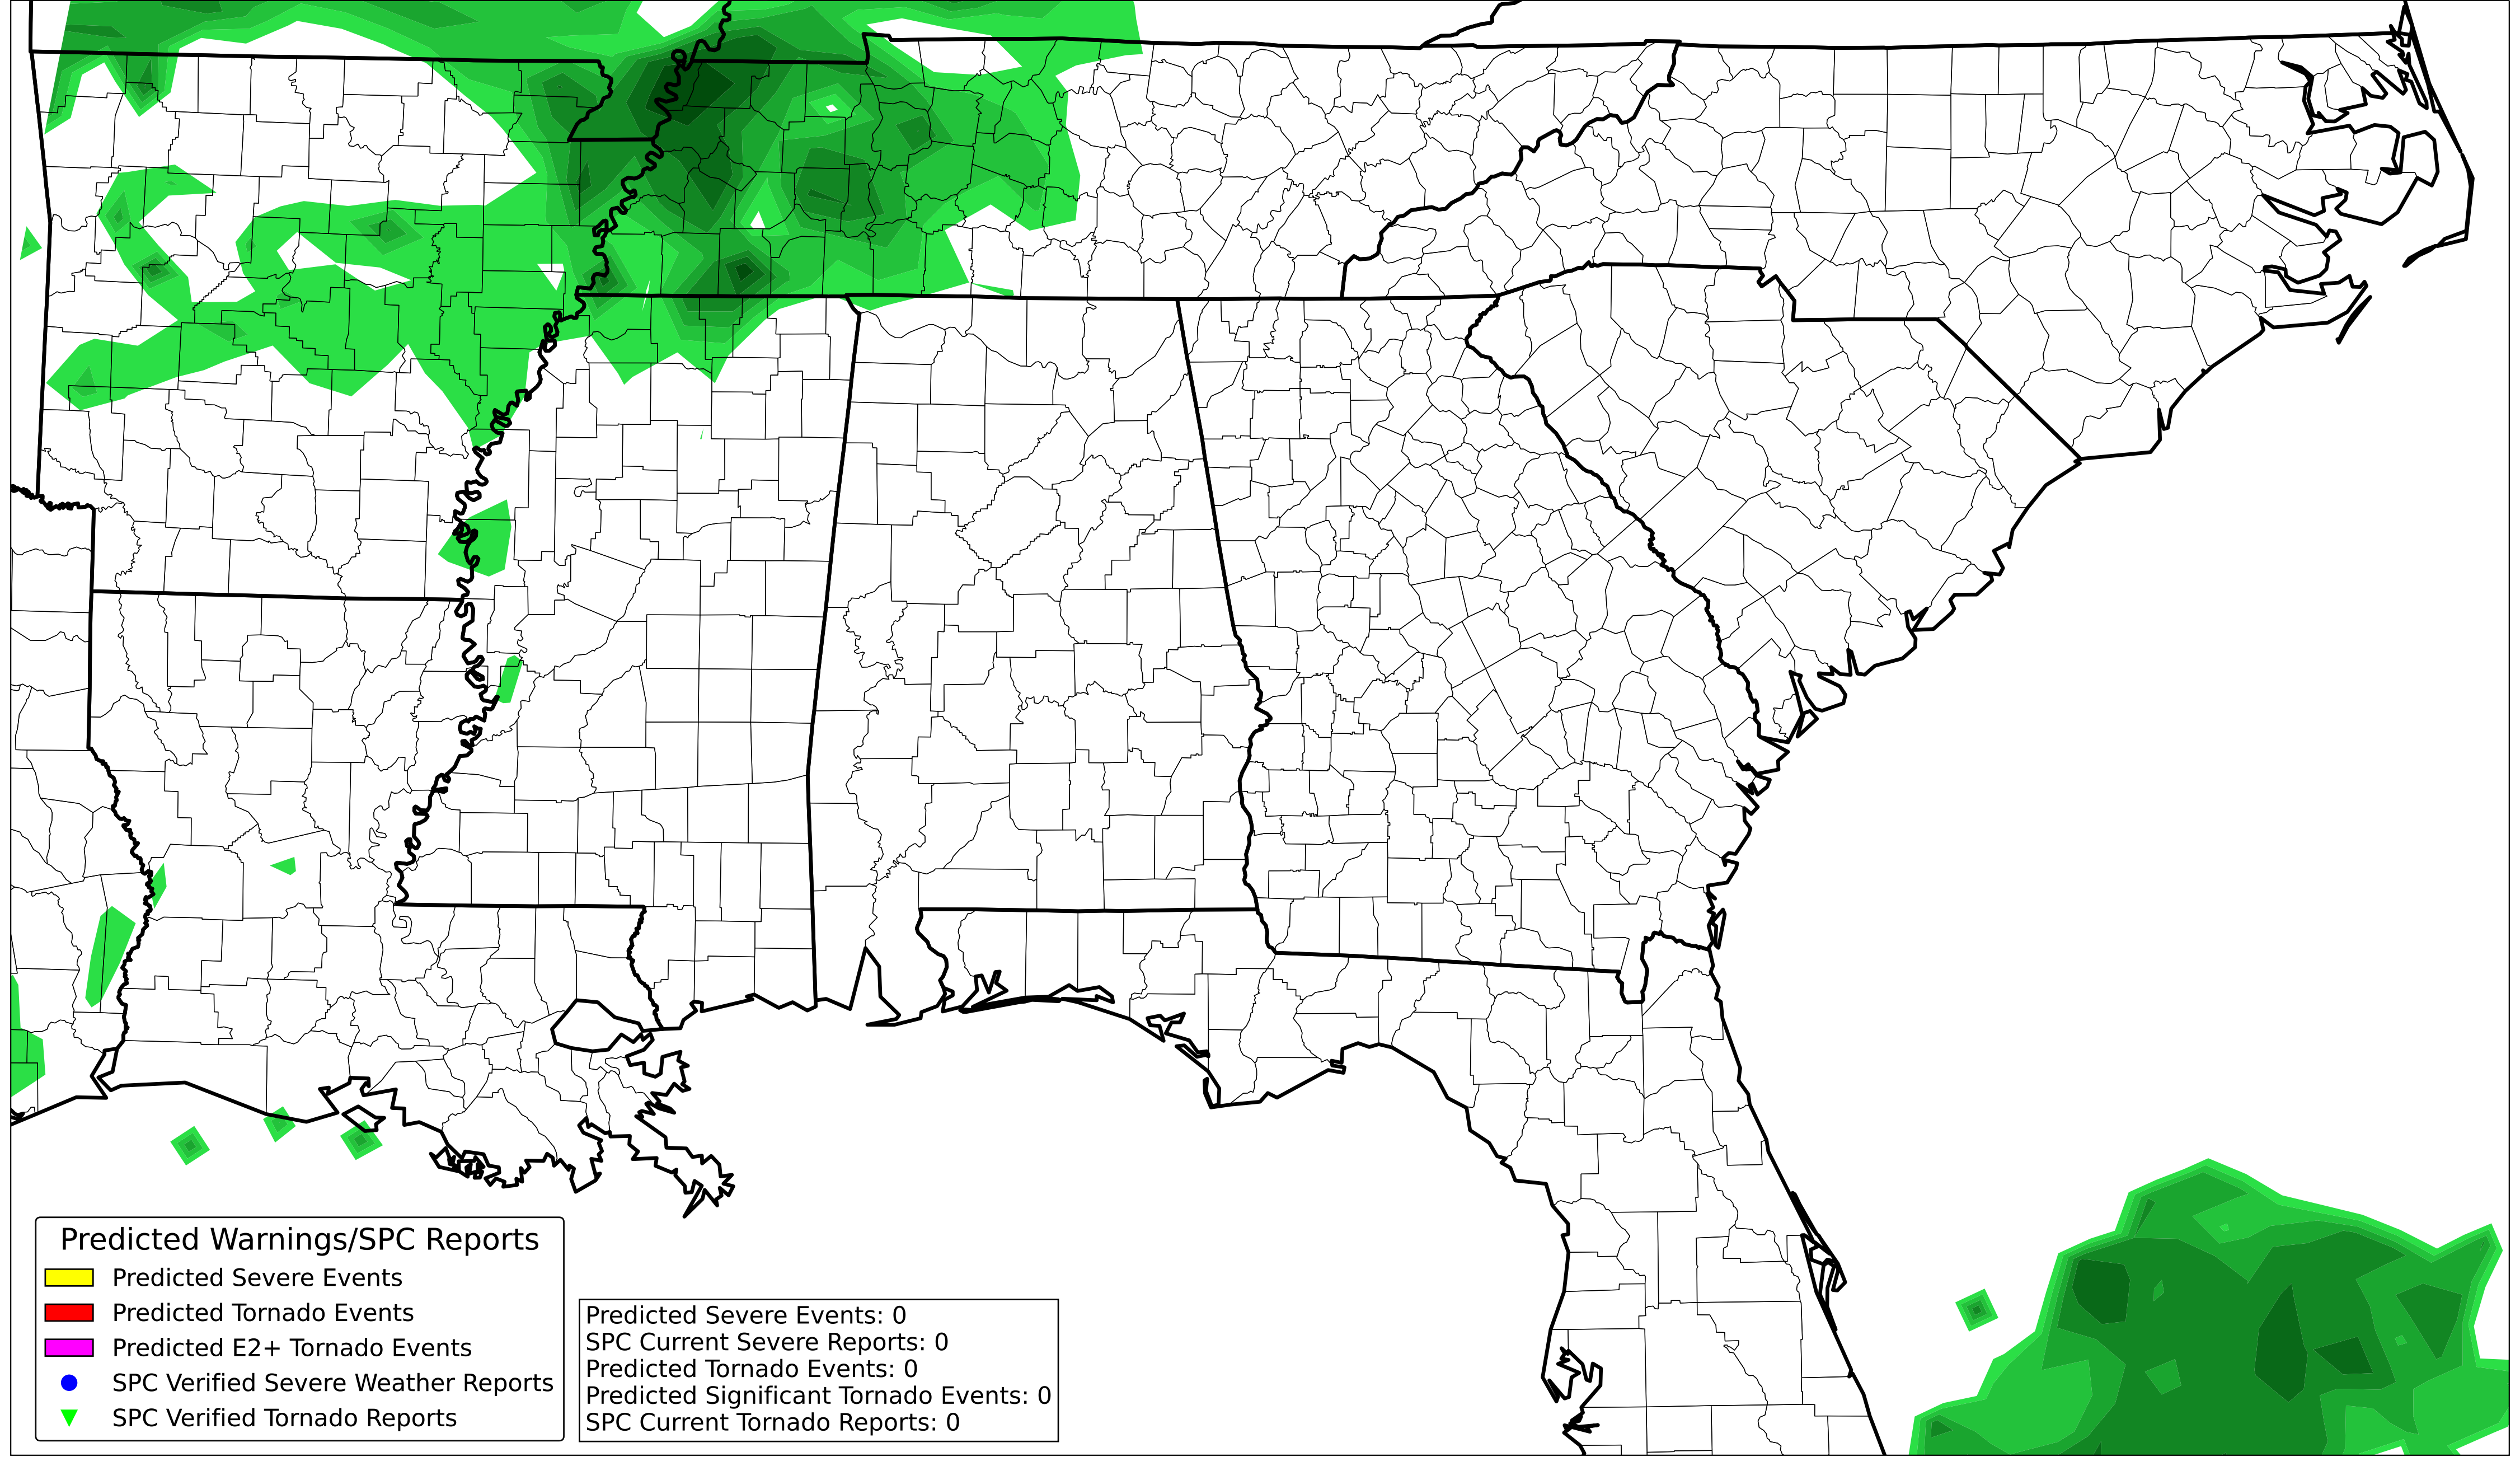 Predicted Warnings/SPC Reports
Predicted Severe Events
Predicted Tornado Events
Predicted E2+ Tornado Events
SPC Verified Severe Weather Reports
SPC Verified Tornado Reports
Predicted Severe Events: 0
SPC Current Severe Reports: 0
Predicted Tornado Events: 0
Predicted Significant Tornado Events: 0
SPC Current Tornado Reports: 0